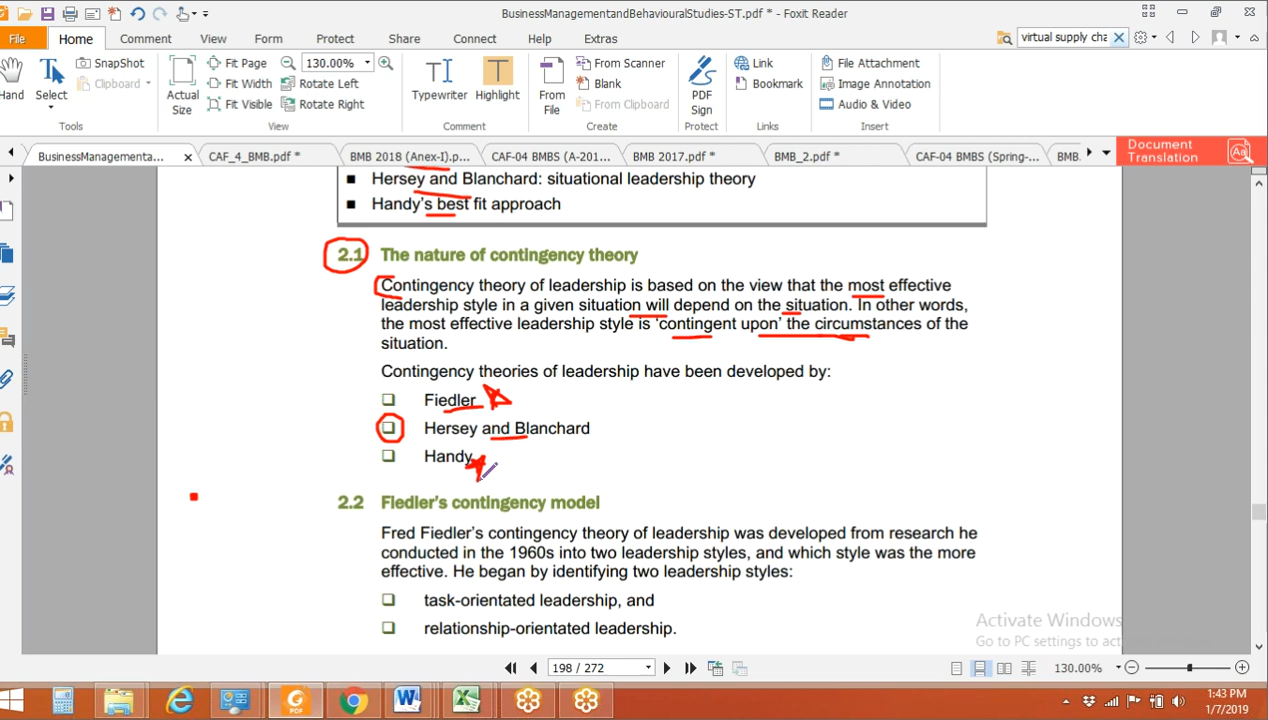 BusinessManagementandBehaviouralStudies-ST.pdf * - Foxit Reader
File Home Comment View Form Protect Share Connect Help Extras
virtual supply cha
Hand
Select
SnapShot
Clipboard
Tools
Actual Size
Fit Page
Fit Width
Fit Visible
130.00%
Rotate Left
Rotate Right
View
Typewriter
Highlight
Comment
From File
From Scanner
Blank
From Clipboard
Create
PDF Sign
Protect
Link
Bookmark
Links
File Attachment
Image Annotation
Audio & Video
Insert
BusinessManagementa... CAF_4_BMB.pdf * BMB 2018 (Anex-I).p... CAF-04 BMBS (A-201... BMB 2017.pdf * BMB_2.pdf * CAF-04 BMBS (Spring-... BMB.
Document Translation
Hersey and Blanchard: situational leadership theory
Handy's best fit approach
2.1 The nature of contingency theory
Contingency theory of leadership is based on the view that the most effective
leadership style in a given situation will depend on the situation. In other words,
the most effective leadership style is 'contingent upon' the circumstances of the
situation.
Contingency theories of leadership have been developed by:
Fiedler
Hersey and Blanchard
Handy
2.2 Fiedler's contingency model
Fred Fiedler's contingency theory of leadership was developed from research he
conducted in the 1960s into two leadership styles, and which style was the more
effective. He began by identifying two leadership styles:
task-orientated leadership, and
relationship-orientated leadership.
Activate Windows
Go to PC settings to act
198 / 272
130.00%
1:43 PM
1/7/2019